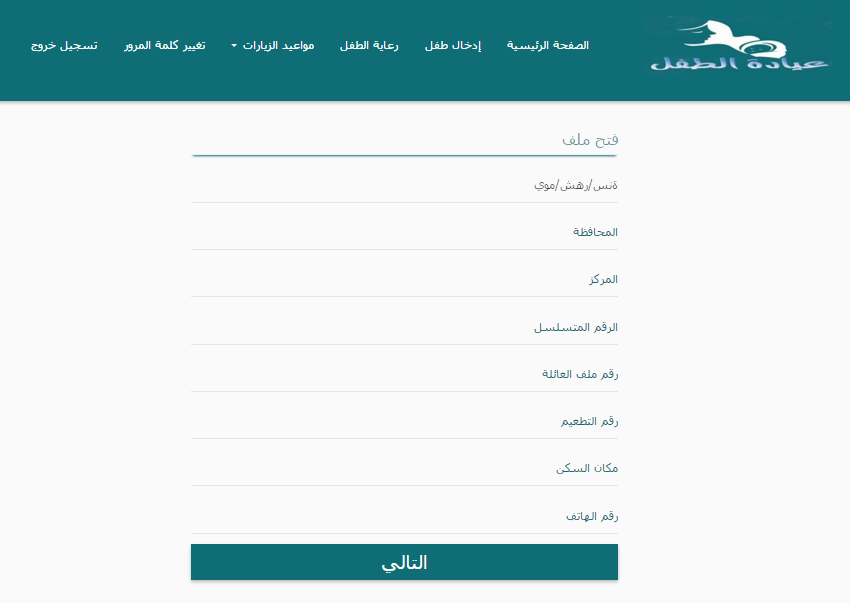 عيادة الطفل
الصفحة الرئيسية إدخال طفل رعاية الطفل مواعيد الزيارات تغيير كلمة المرور تسجيل خروج
فتح ملف
ةنس/رهش/موي
المحافظة
المركز
الرقم المتسلسل
رقم ملف العائلة
رقم التطعيم
مكان السكن
رقم الهاتف
التالي